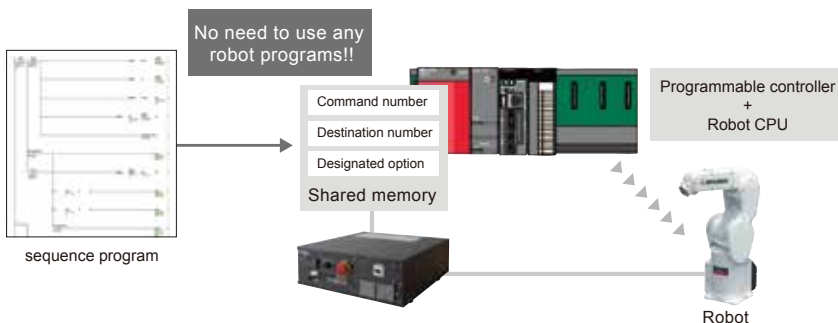 No need to use any
robot programs!!
Command number
Destination number
Designated option
Shared memory
Programmable controller
+
Robot CPU
sequence program
Robot